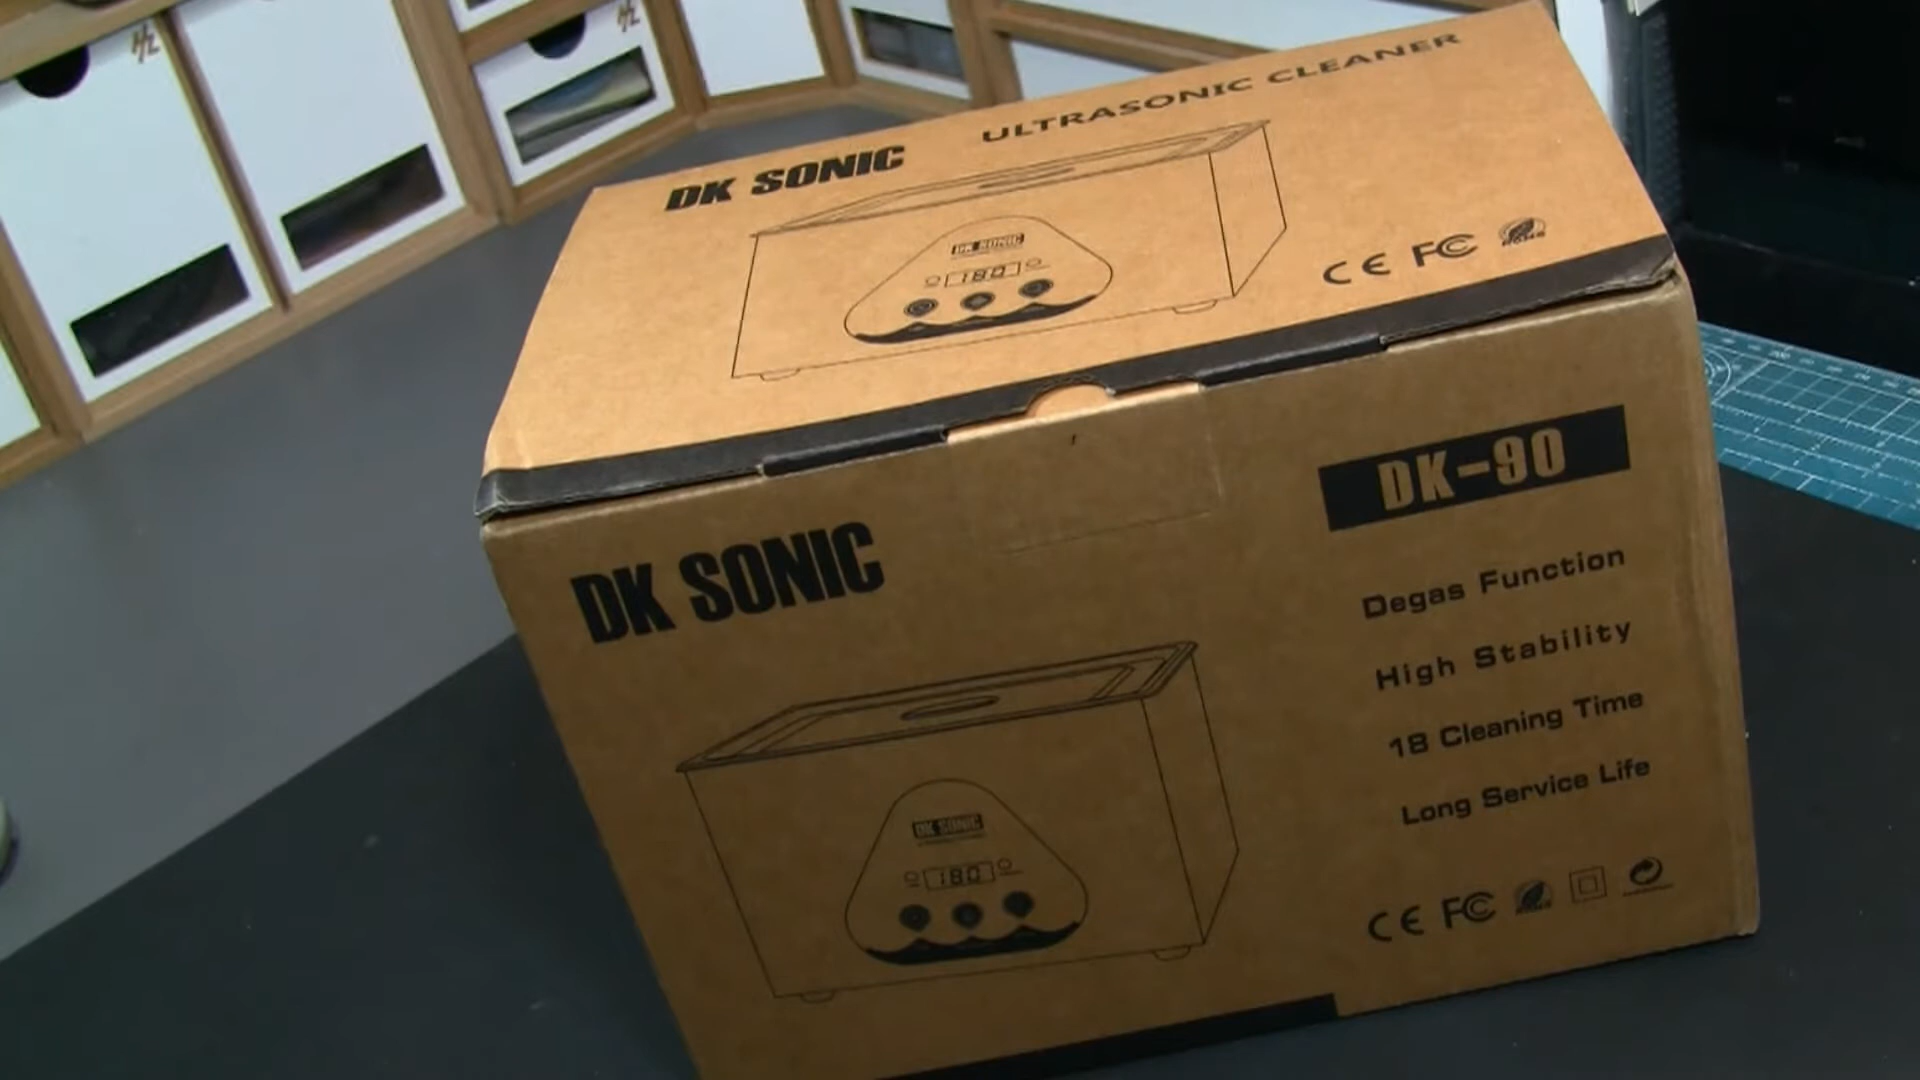 DK SONIC
ULTRASONIC CLEANER
DK SONIC
180
CE FC RoHS
DK-90
DK SONIC
Degas Function
High Stability
18 Cleaning Time
Long Service Life
DK SONIC
180
CE FC